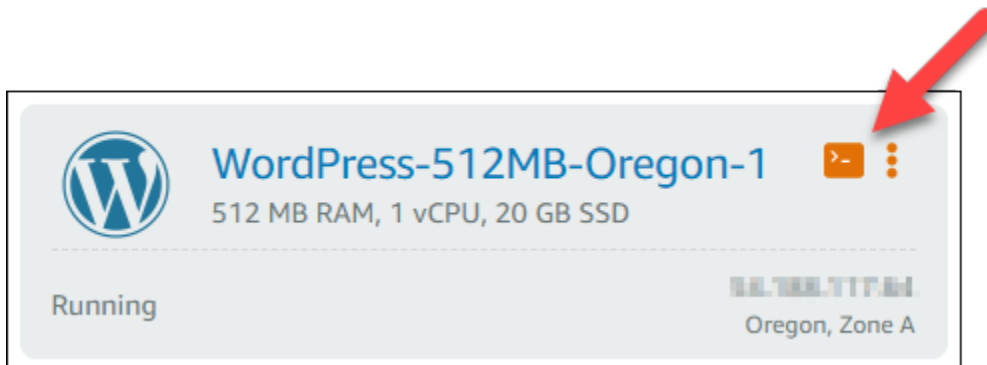 WordPress-512MB-Oregon-1
512 MB RAM, 1 vCPU, 20 GB SSD
Running
Oregon, Zone A